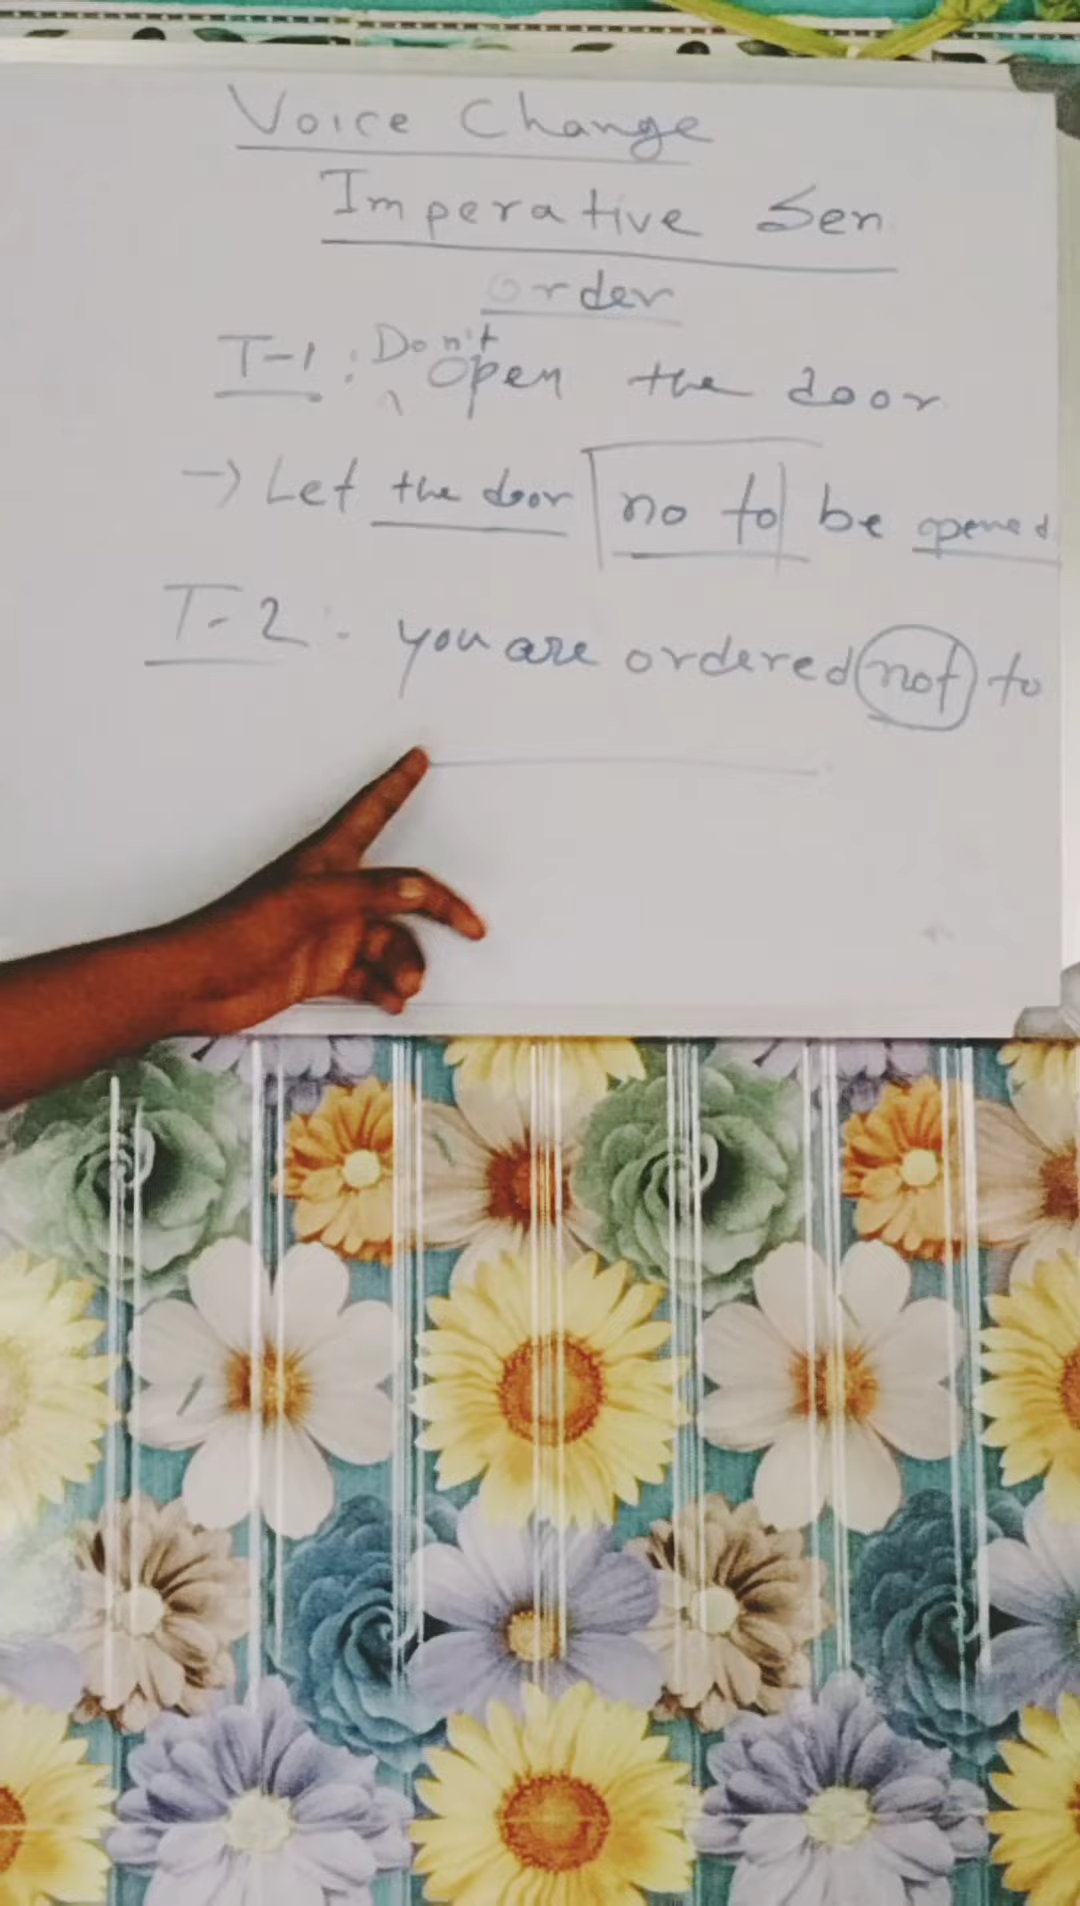 Voice Change
Imperative Sen
order
T-1 : Don't open the door
→ Let the door no to be opened
T-2 : you are ordered not to